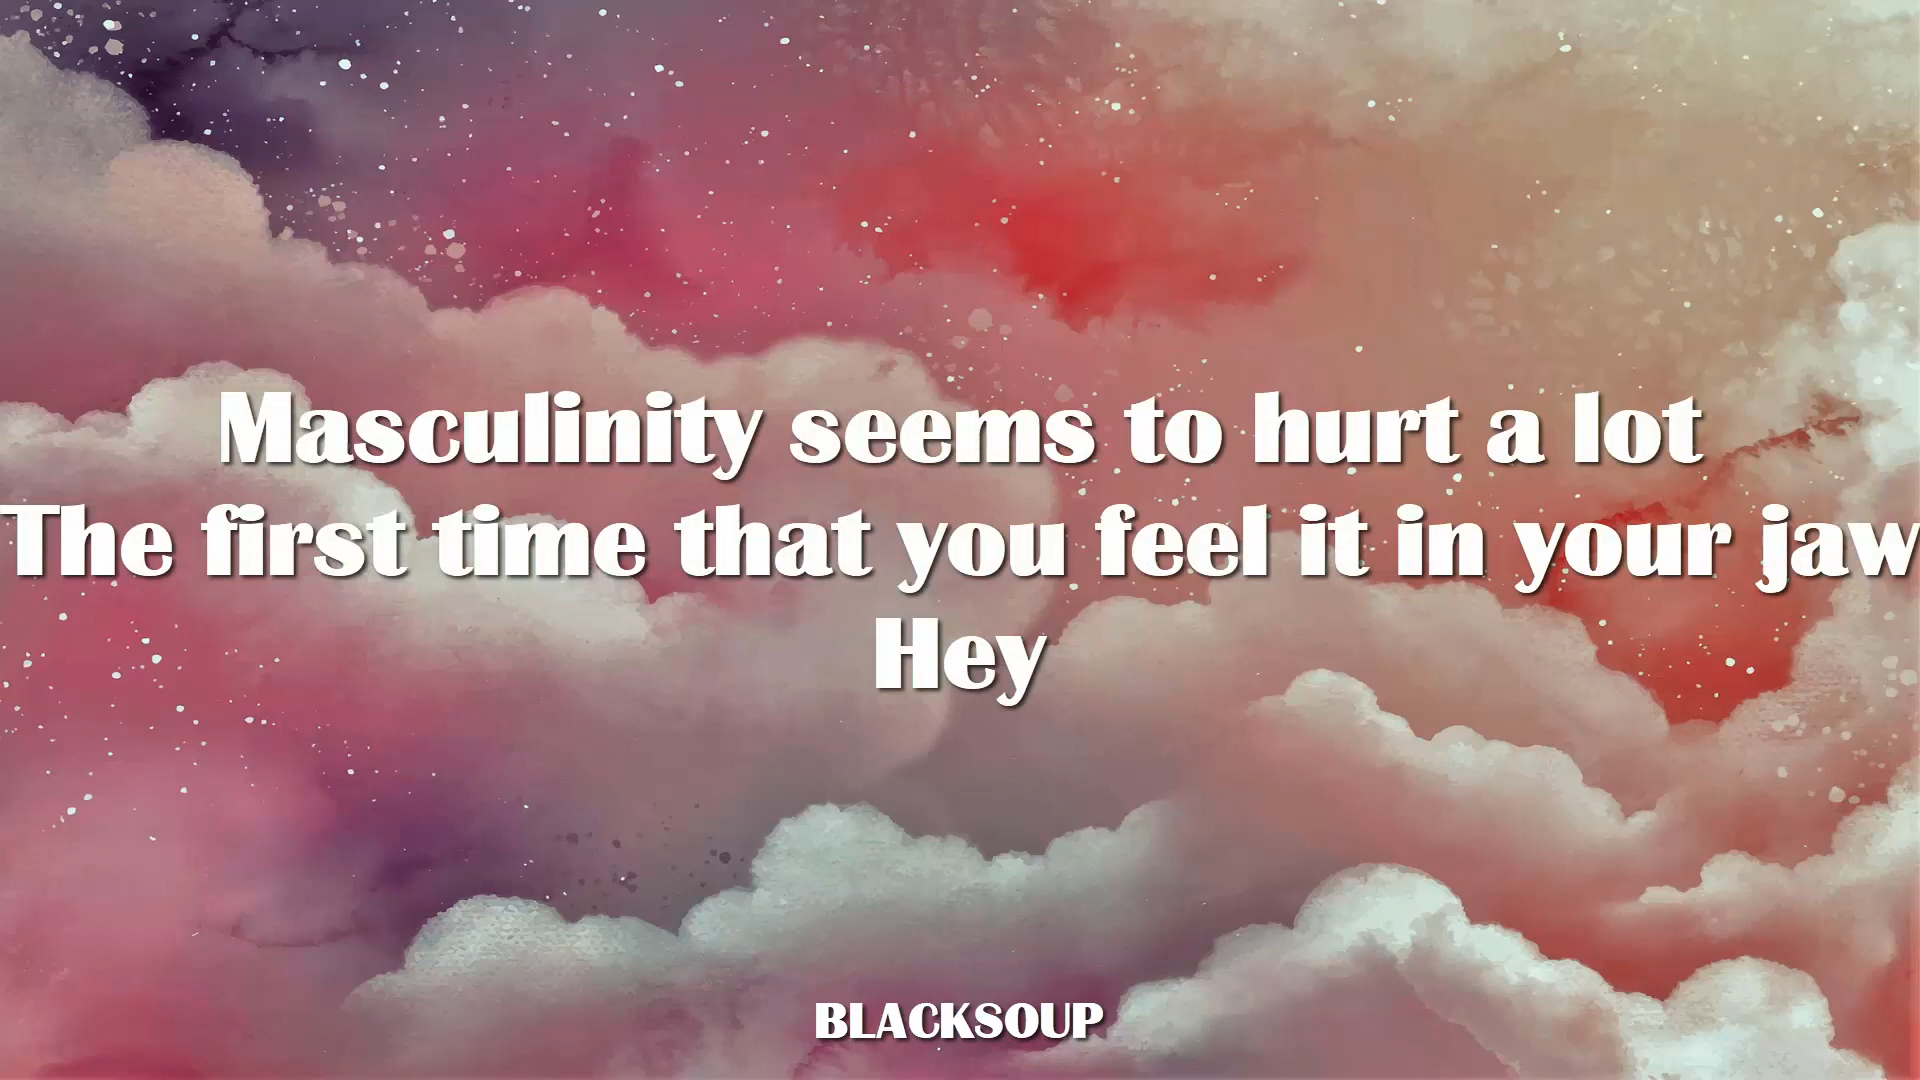 Masculinity seems to hurt a lot
The first time that you feel it in your jaw
Hey
BLACKSOUP